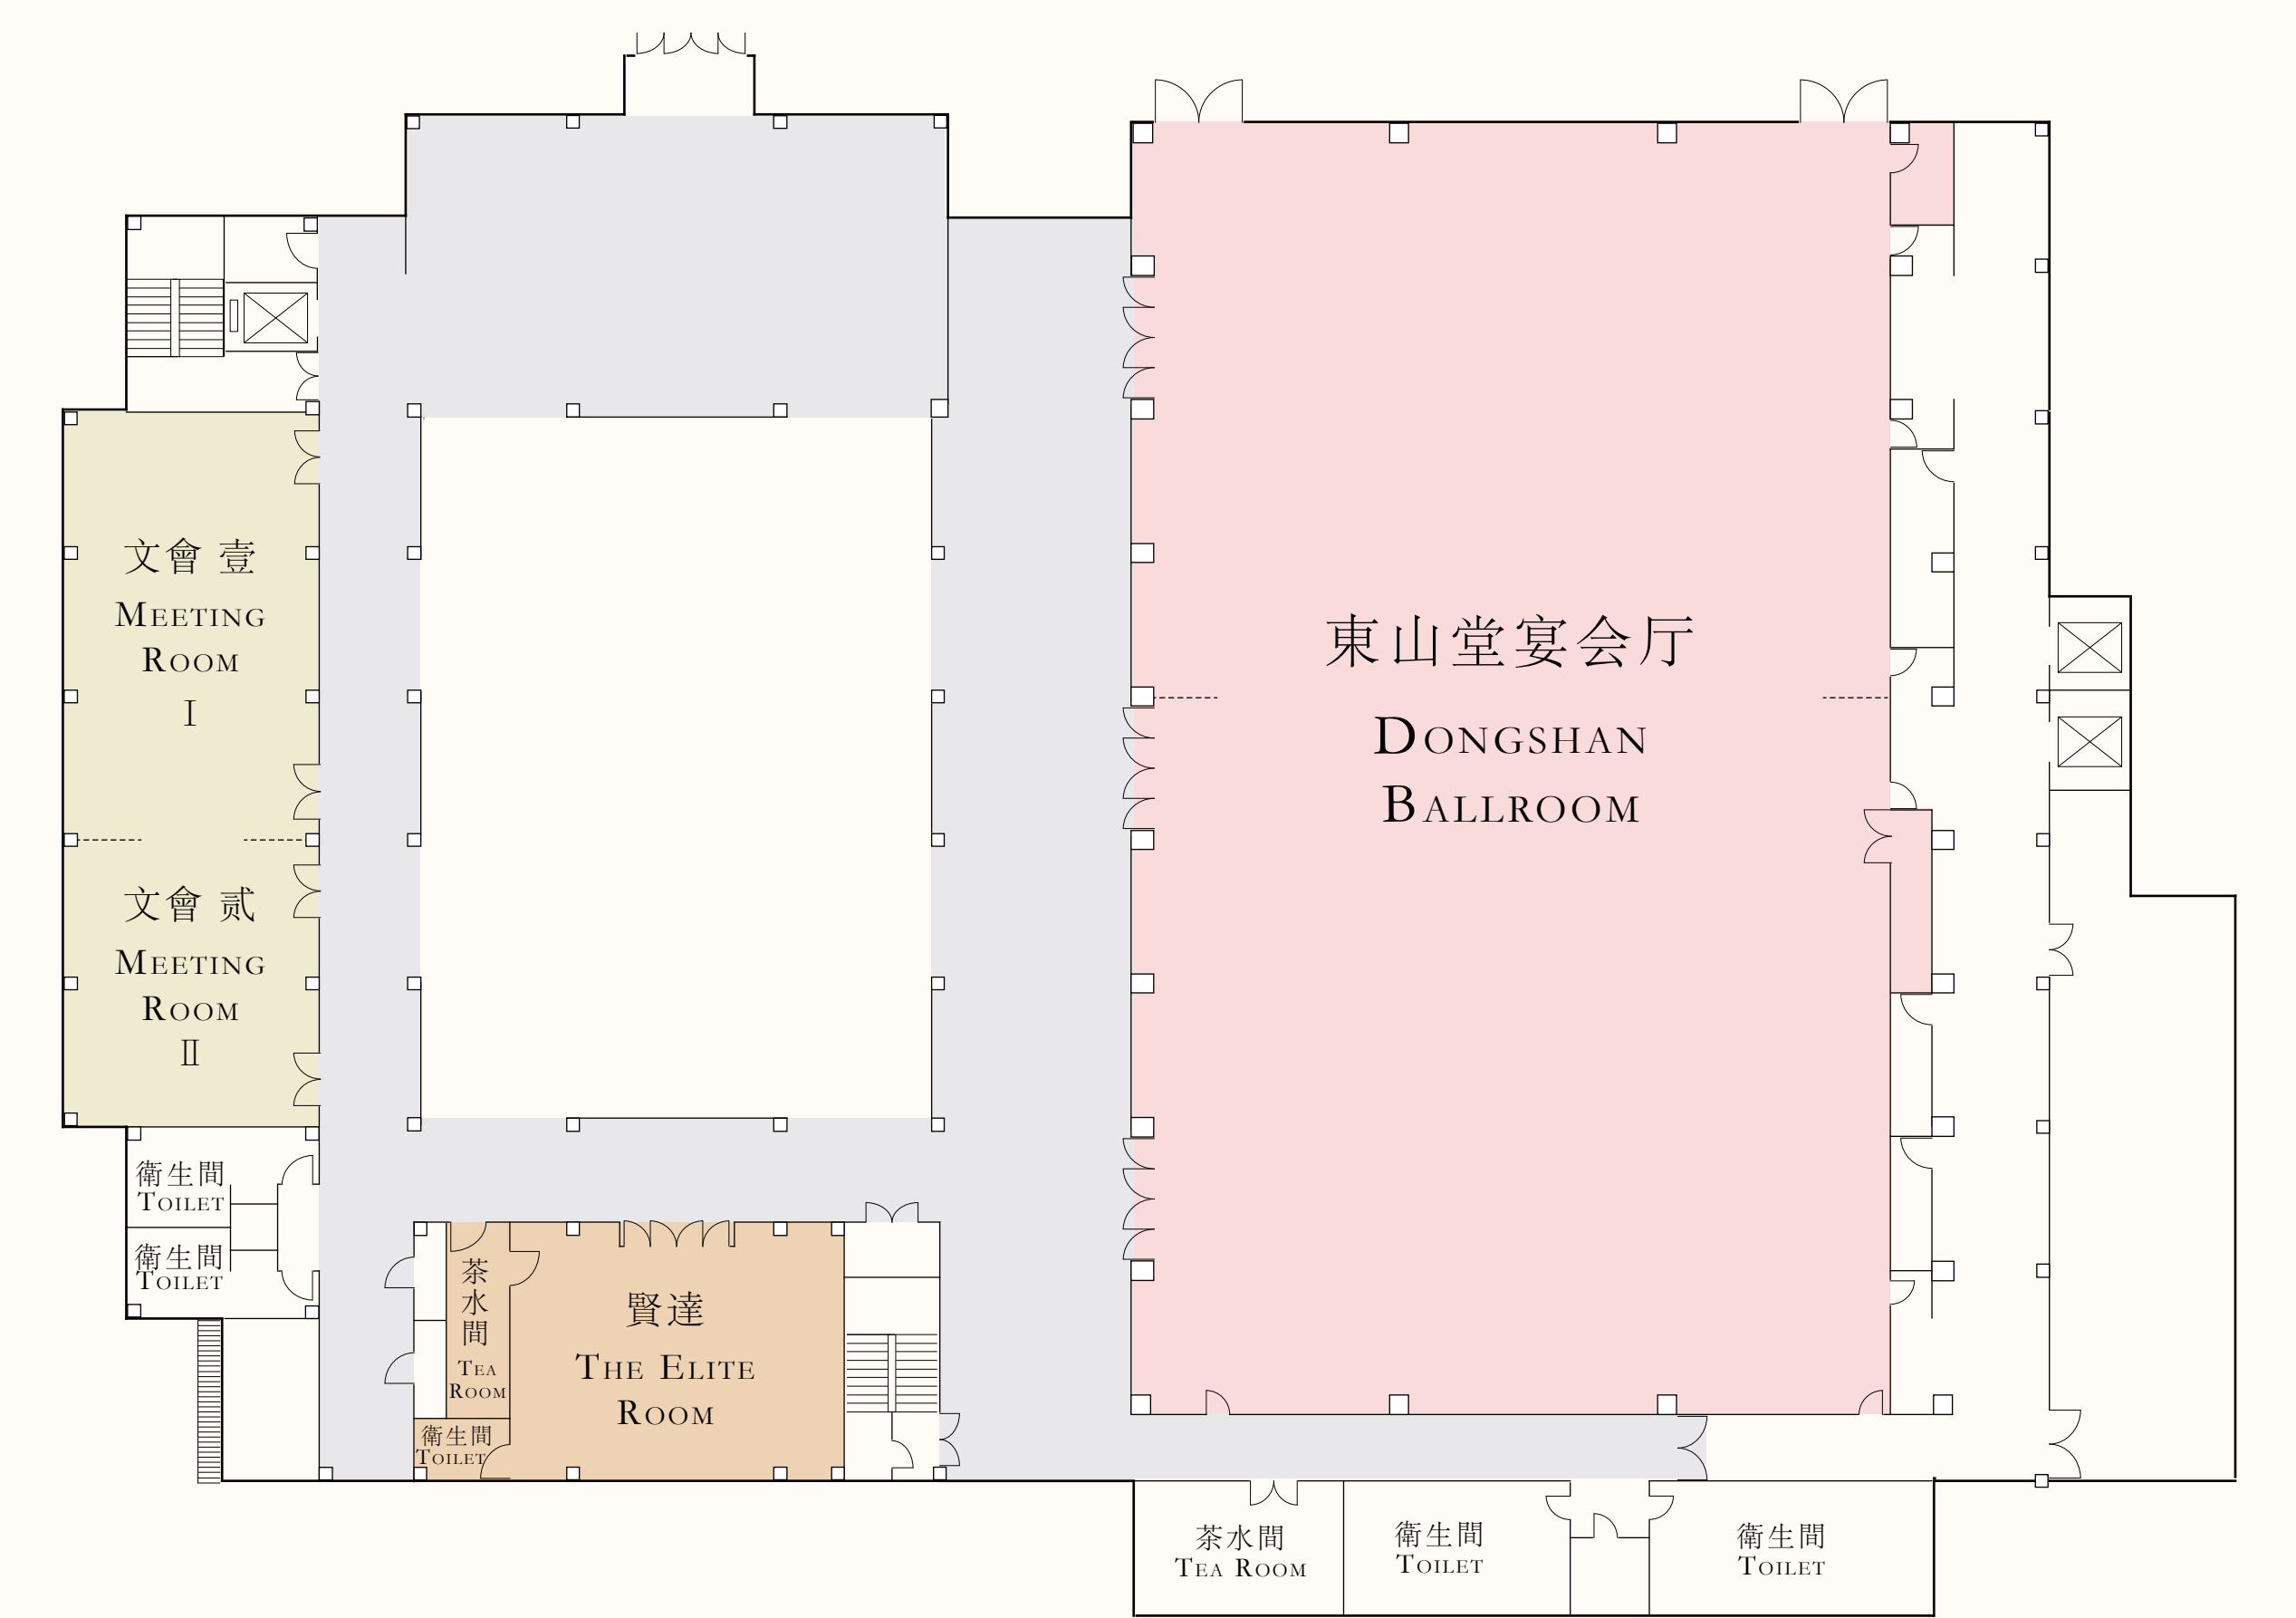 文會 壹
MEETING
ROOM
I
文會 贰
MEETING
ROOM
II
衛生間
TOILET
衛生間
TOILET
茶
水
間
TEA
ROOM
衛生間
TOILET
賢達
THE ELITE
ROOM
東山堂宴会厅
DONGSHAN
BALLROOM
茶水間
TEA ROOM
衛生間
TOILET
衛生間
TOILET